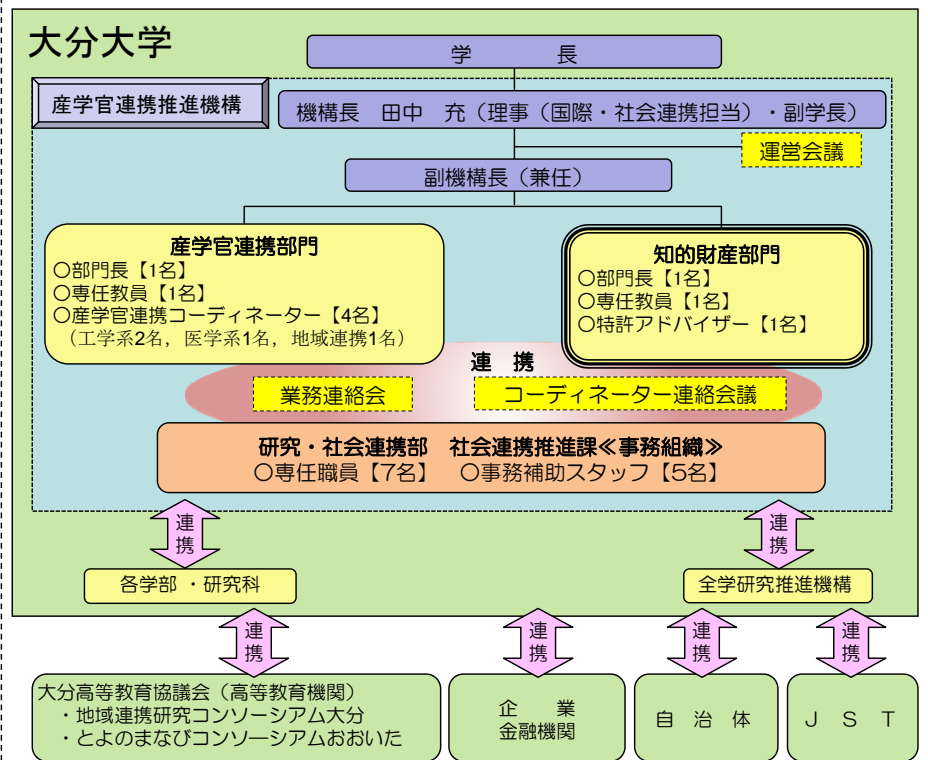 大分大学
学　　　長
産学官連携推進機構
機構長　田中　充（理事（国際・社会連携担当）・副学長）
運営会議
副機構長（兼任）
産学官連携部門
○部門長【1名】
○専任教員【1名】
○産学官連携コーディネーター【4名】
（工学系2名，医学系1名，地域連携1名）
知的財産部門
○部門長【1名】
○専任教員【1名】
○特許アドバイザー【1名】
連　携
業務連絡会
コーディネーター連絡会議
研究・社会連携部　社会連携推進課≪事務組織≫
○専任職員【7名】　○事務補助スタッフ【5名】
連携
連携
各学部 ・研究科
全学研究推進機構
連携
連携
連携
連携
大分高等教育協議会（高等教育機関）
・地域連携研究コンソーシアム大分
・とよのまなびコンソーシアムおおいた
企　　業
金融機関
自　治　体
Ｊ　Ｓ　Ｔ